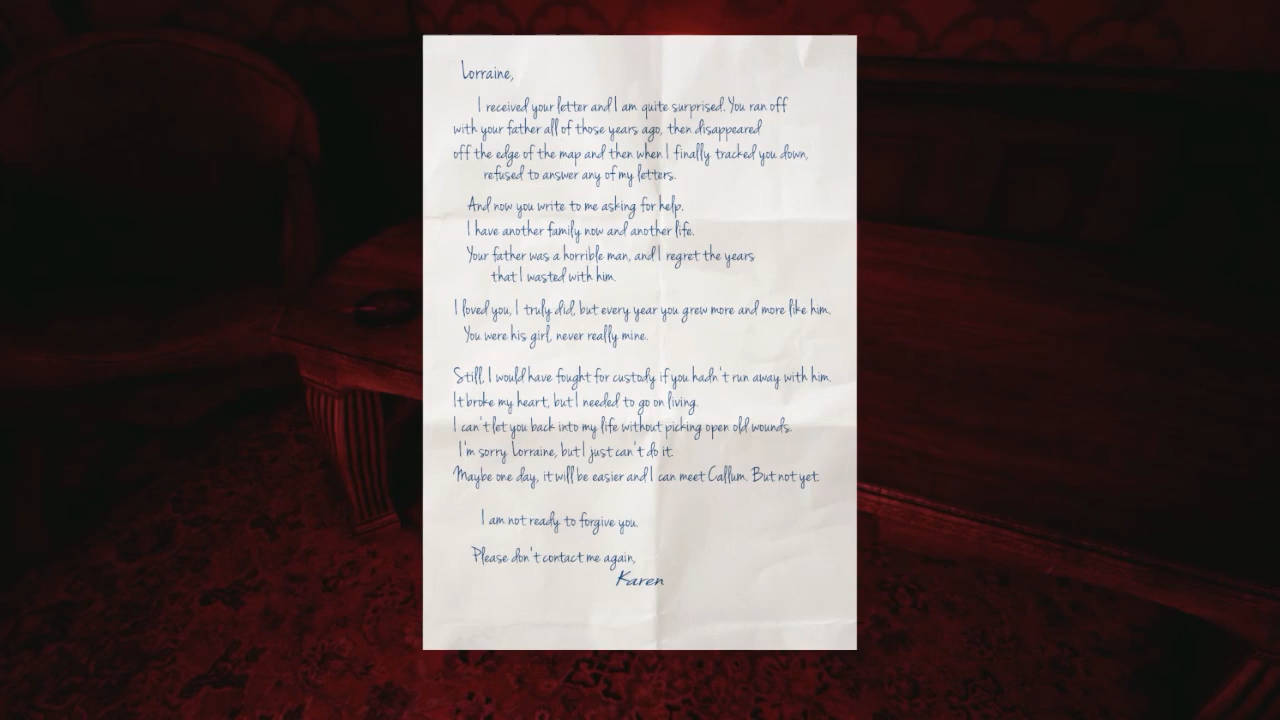 Lorraine,
I received your letter and I am quite surprised. You ran off
with your father all of those years ago, then disappeared
off the edge of the map and then when I finally tracked you down,
refused to answer any of my letters.
And now you write to me asking for help.
I have another family now and another life.
Your father was a horrible man, and I regret the years
that I wasted with him.
I loved you, I truly did, but every year you grew more and more like him.
You were his girl, never really mine.
Still, I would have fought for custody if you hadn't run away with him.
It broke my heart, but I needed to go on living.
I can't let you back into my life without picking open old wounds.
I'm sorry Lorraine, but I just can't do it.
Maybe one day, it will be easier and I can meet Callum. But not yet.
I am not ready to forgive you.
Please don't contact me again,
Karen